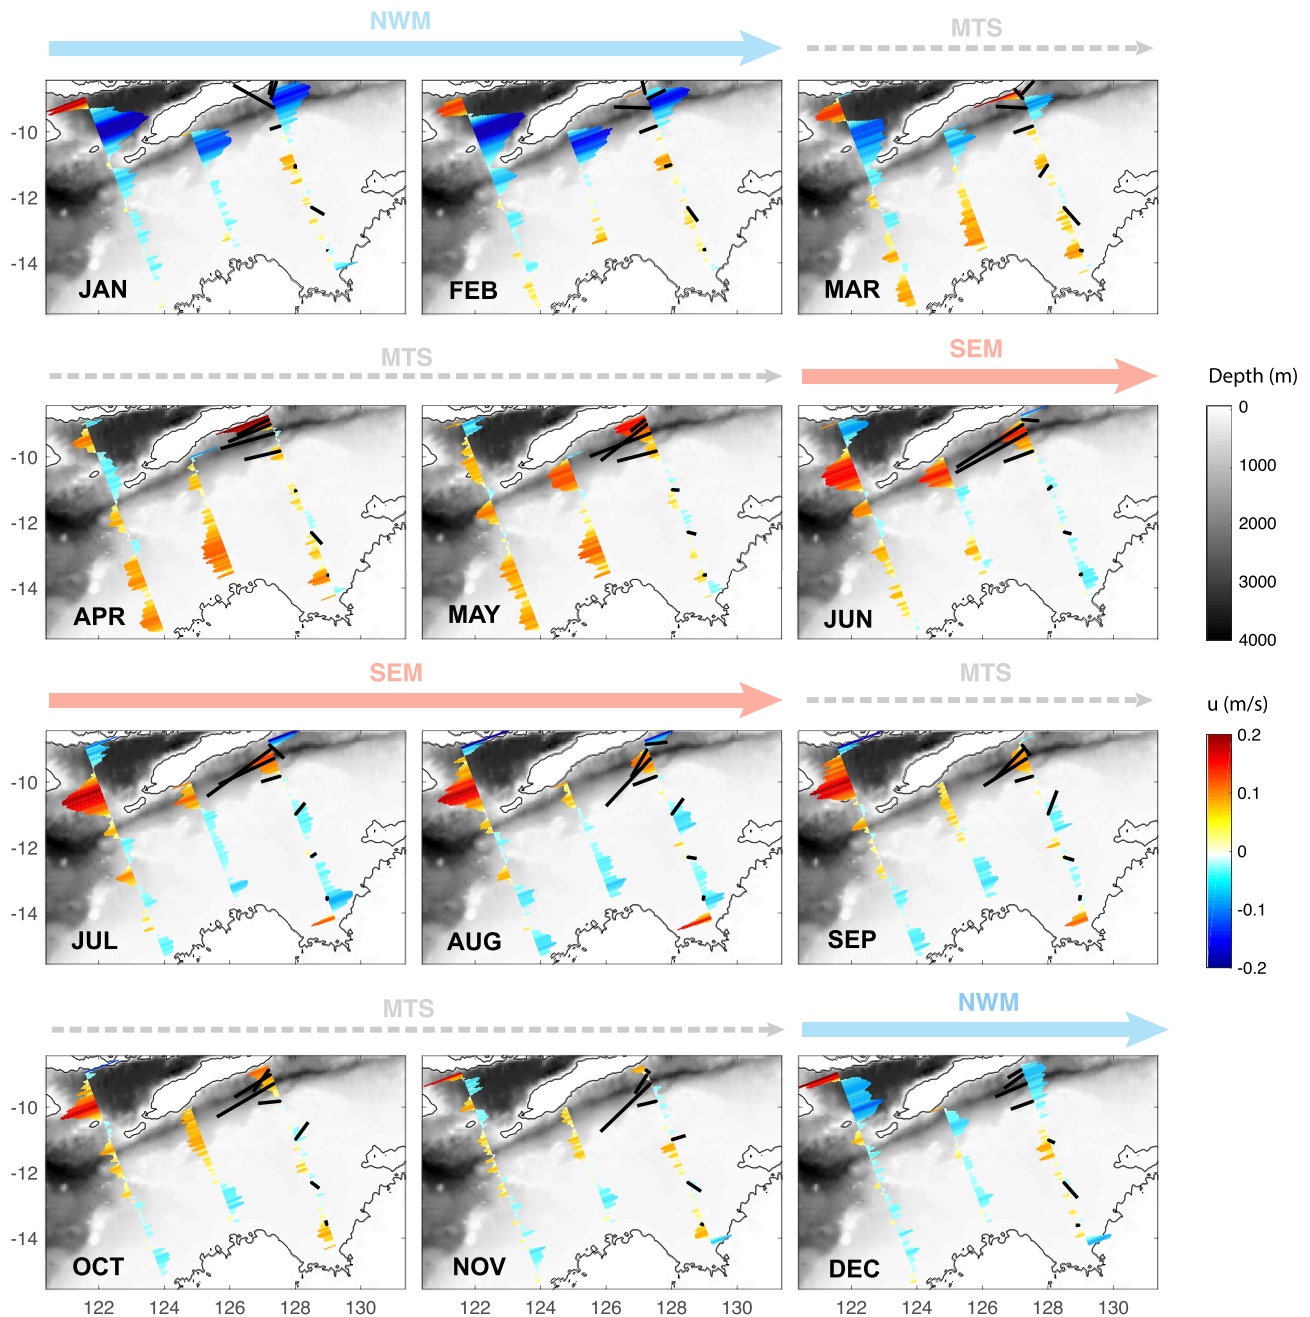 NWM
MTS
-10
-12
-14
JAN
FEB
MAR
MTS
SEM
-10
-12
-14
APR
MAY
JUN
Depth (m)
0
1000
2000
3000
4000
SEM
MTS
-10
-12
-14
JUL
AUG
SEP
u (m/s)
0.2
0.1
0
-0.1
-0.2
MTS
NWM
-10
-12
-14
OCT
NOV
DEC
122 124 126 128 130
122 124 126 128 130
122 124 126 128 130